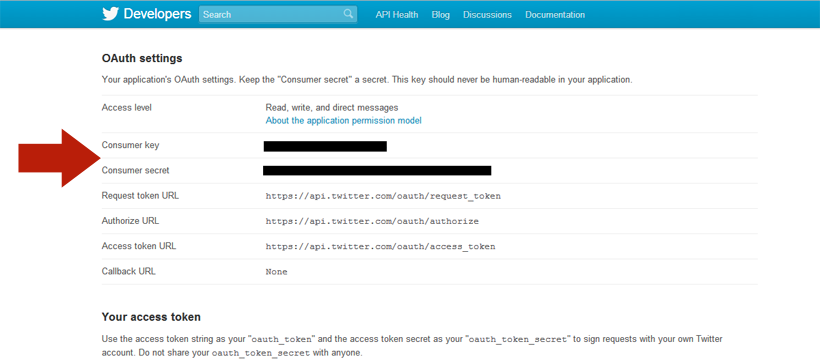 Developers Search API Health Blog Discussions Documentation
OAuth settings
Your application's OAuth settings. Keep the "Consumer secret" a secret. This key should never be human-readable in your application.
Access level Read, write, and direct messages
About the application permission model
Consumer key
Consumer secret
Request token URL https://api.twitter.com/oauth/request_token
Authorize URL https://api.twitter.com/oauth/authorize
Access token URL https://api.twitter.com/oauth/access_token
Callback URL None
Your access token
Use the access token string as your "oauth_token" and the access token secret as your "oauth_token_secret" to sign requests with your own Twitter
account. Do not share your oauth_token_secret with anyone.